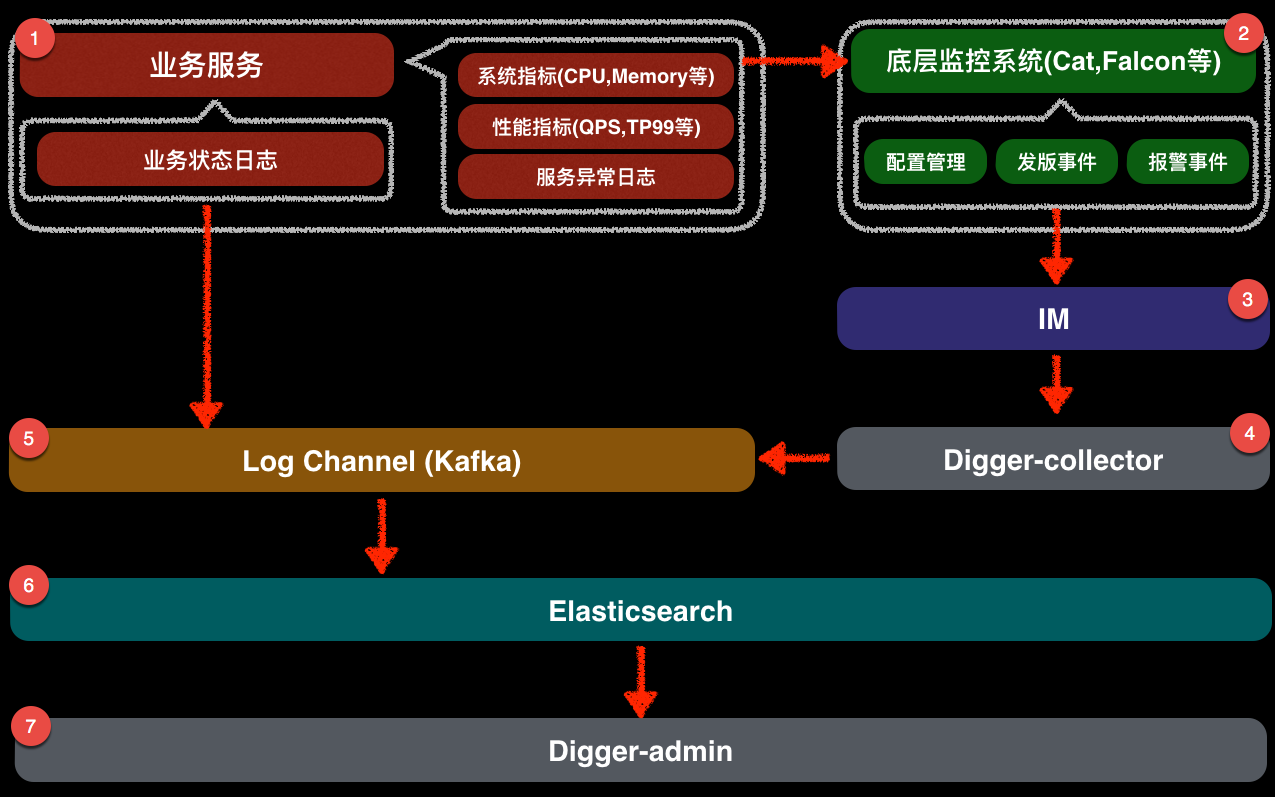 1
业务服务
业务状态日志
系统指标(CPU,Memory等)
性能指标(QPS,TP99等)
服务异常日志
2
底层监控系统(Cat,Falcon等)
配置管理
发版事件
报警事件
3
IM
4
Digger-collector
5
Log Channel (Kafka)
6
Elasticsearch
7
Digger-admin